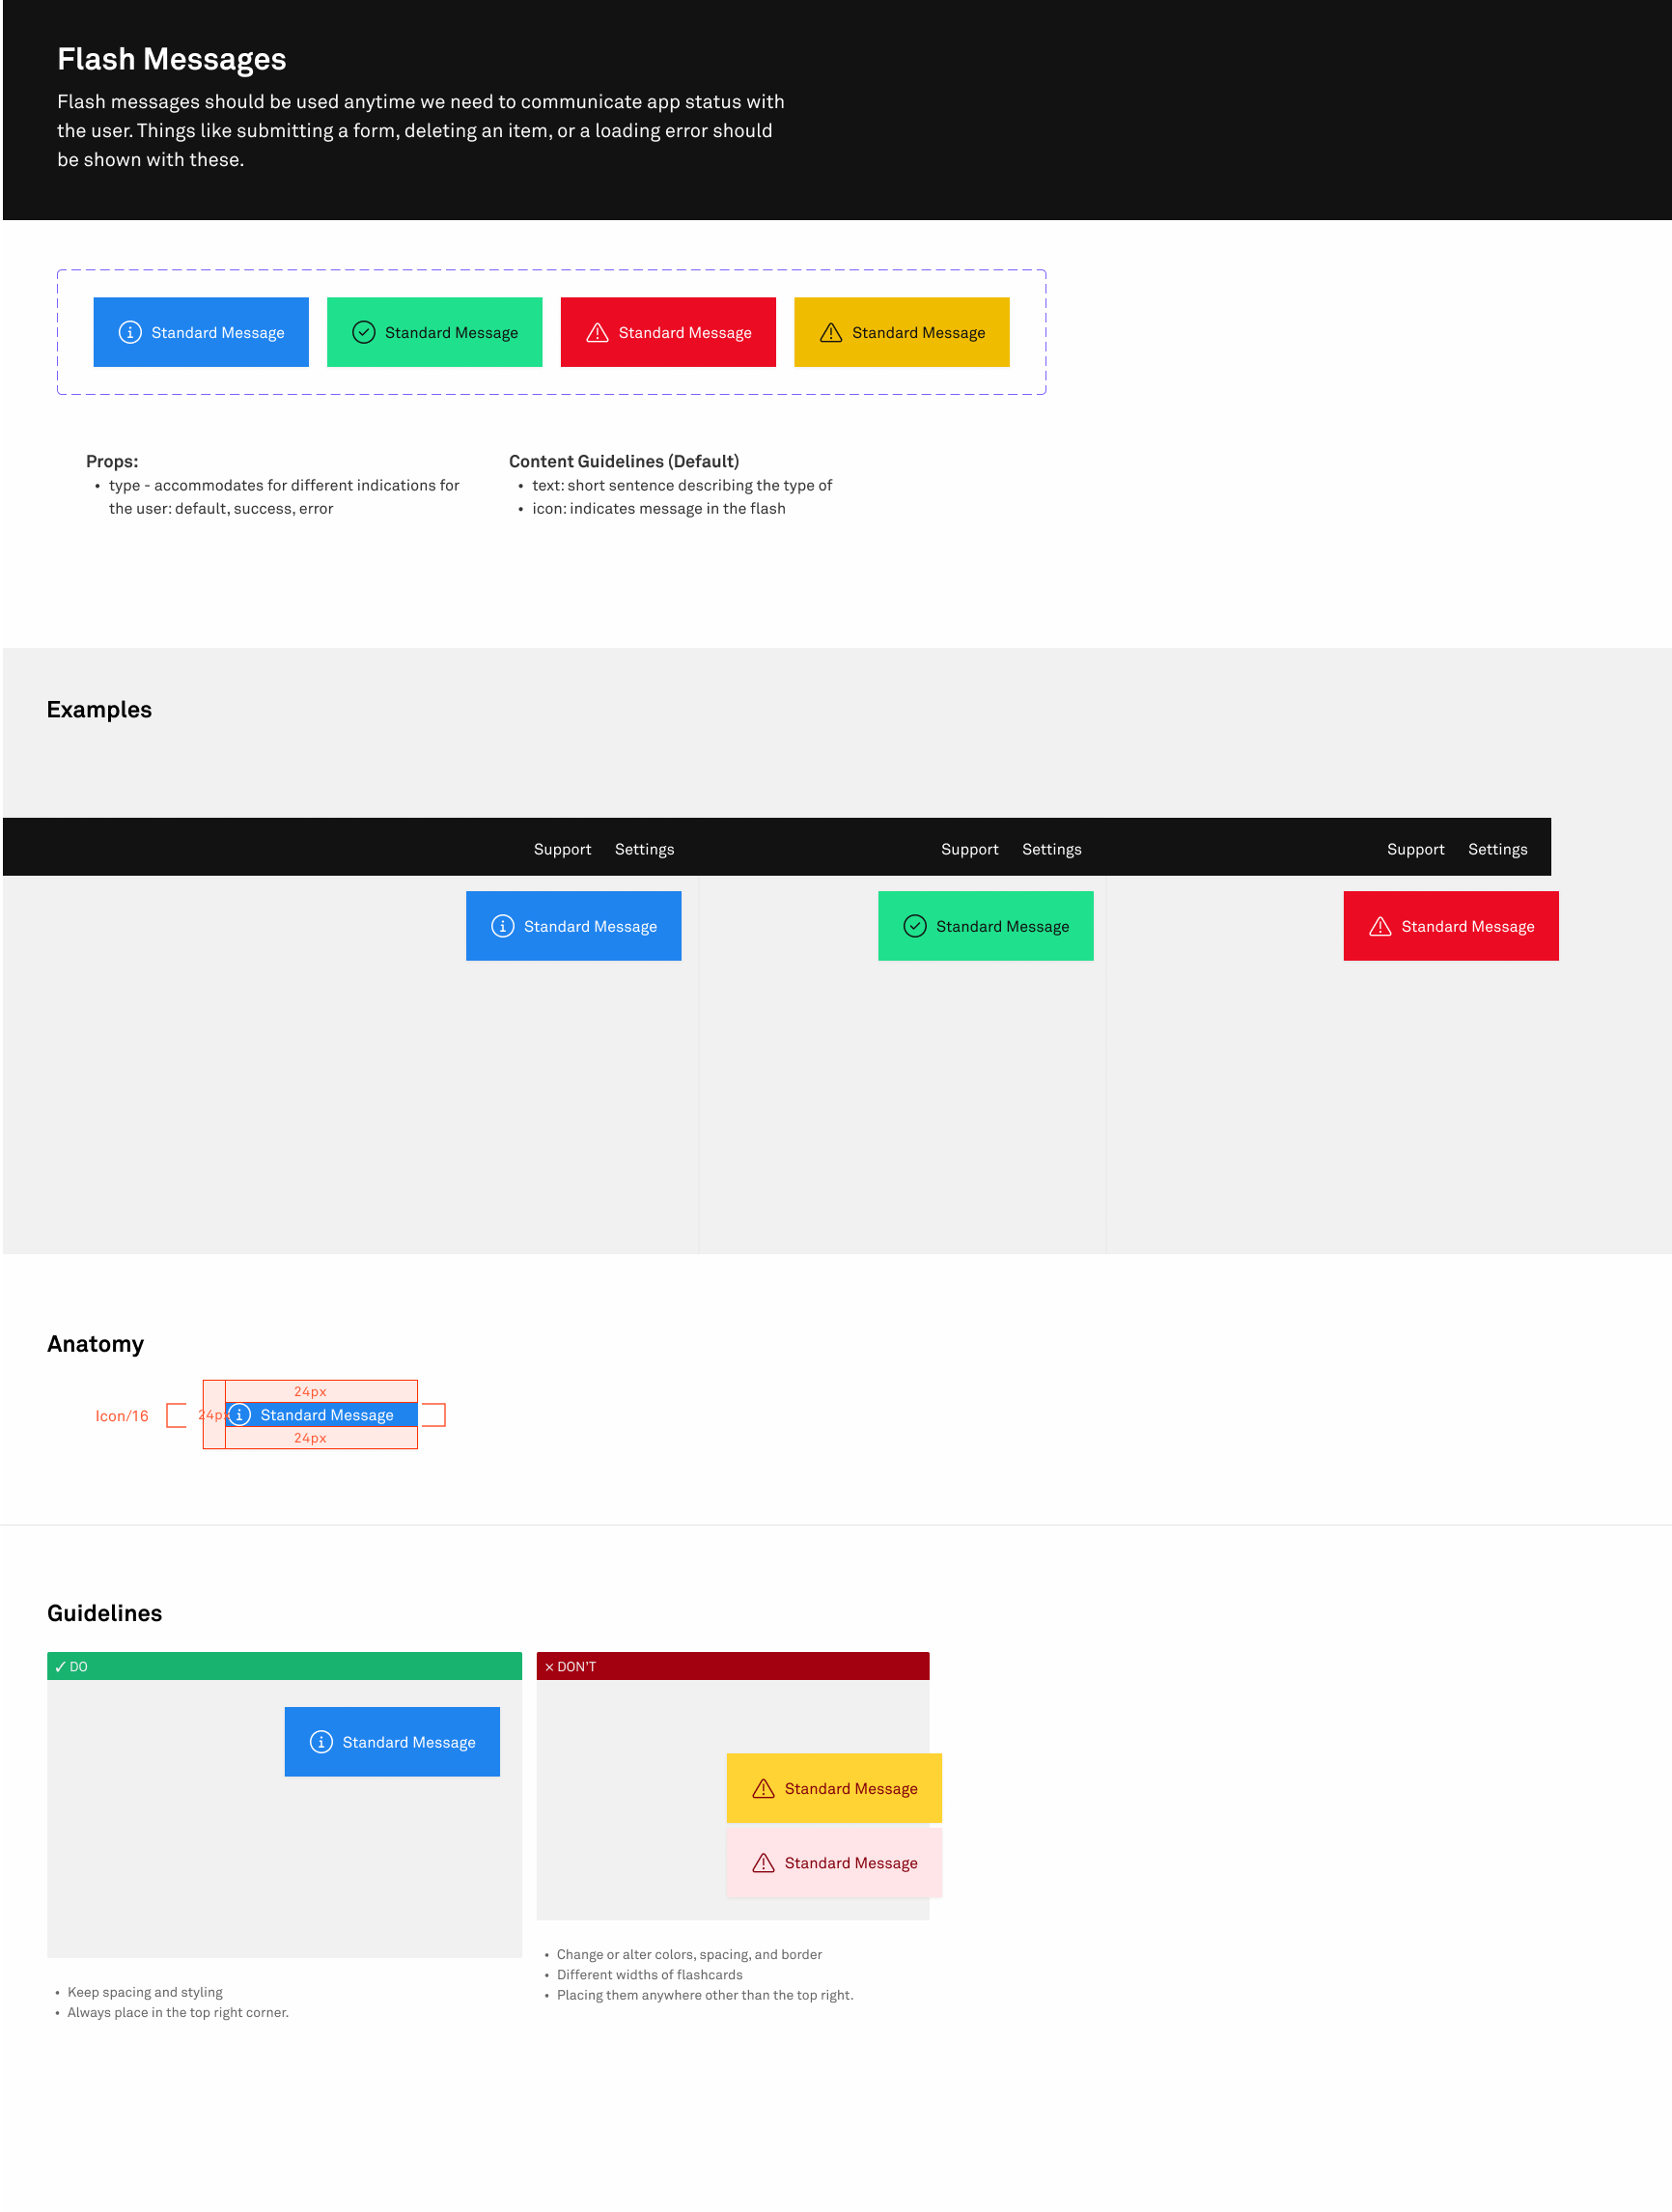 Flash Messages
Flash messages should be used anytime we need to communicate app status with
the user. Things like submitting a form, deleting an item, or a loading error should
be shown with these.
Standard Message
Standard Message
Standard Message
Standard Message
Props:
• type - accommodates for different indications for
the user: default, success, error
Content Guidelines (Default)
• text: short sentence describing the type of
• icon: indicates message in the flash
Examples
Support Settings
Support Settings
Support Settings
Standard Message
Standard Message
Standard Message
Anatomy
24px
Icon/16
24px
Standard Message
24px
Guidelines
✓ DO
Standard Message
• Keep spacing and styling
• Always place in the top right corner.
× DON'T
Standard Message
Standard Message
• Change or alter colors, spacing, and border
• Different widths of flashcards
• Placing them anywhere other than the top right.